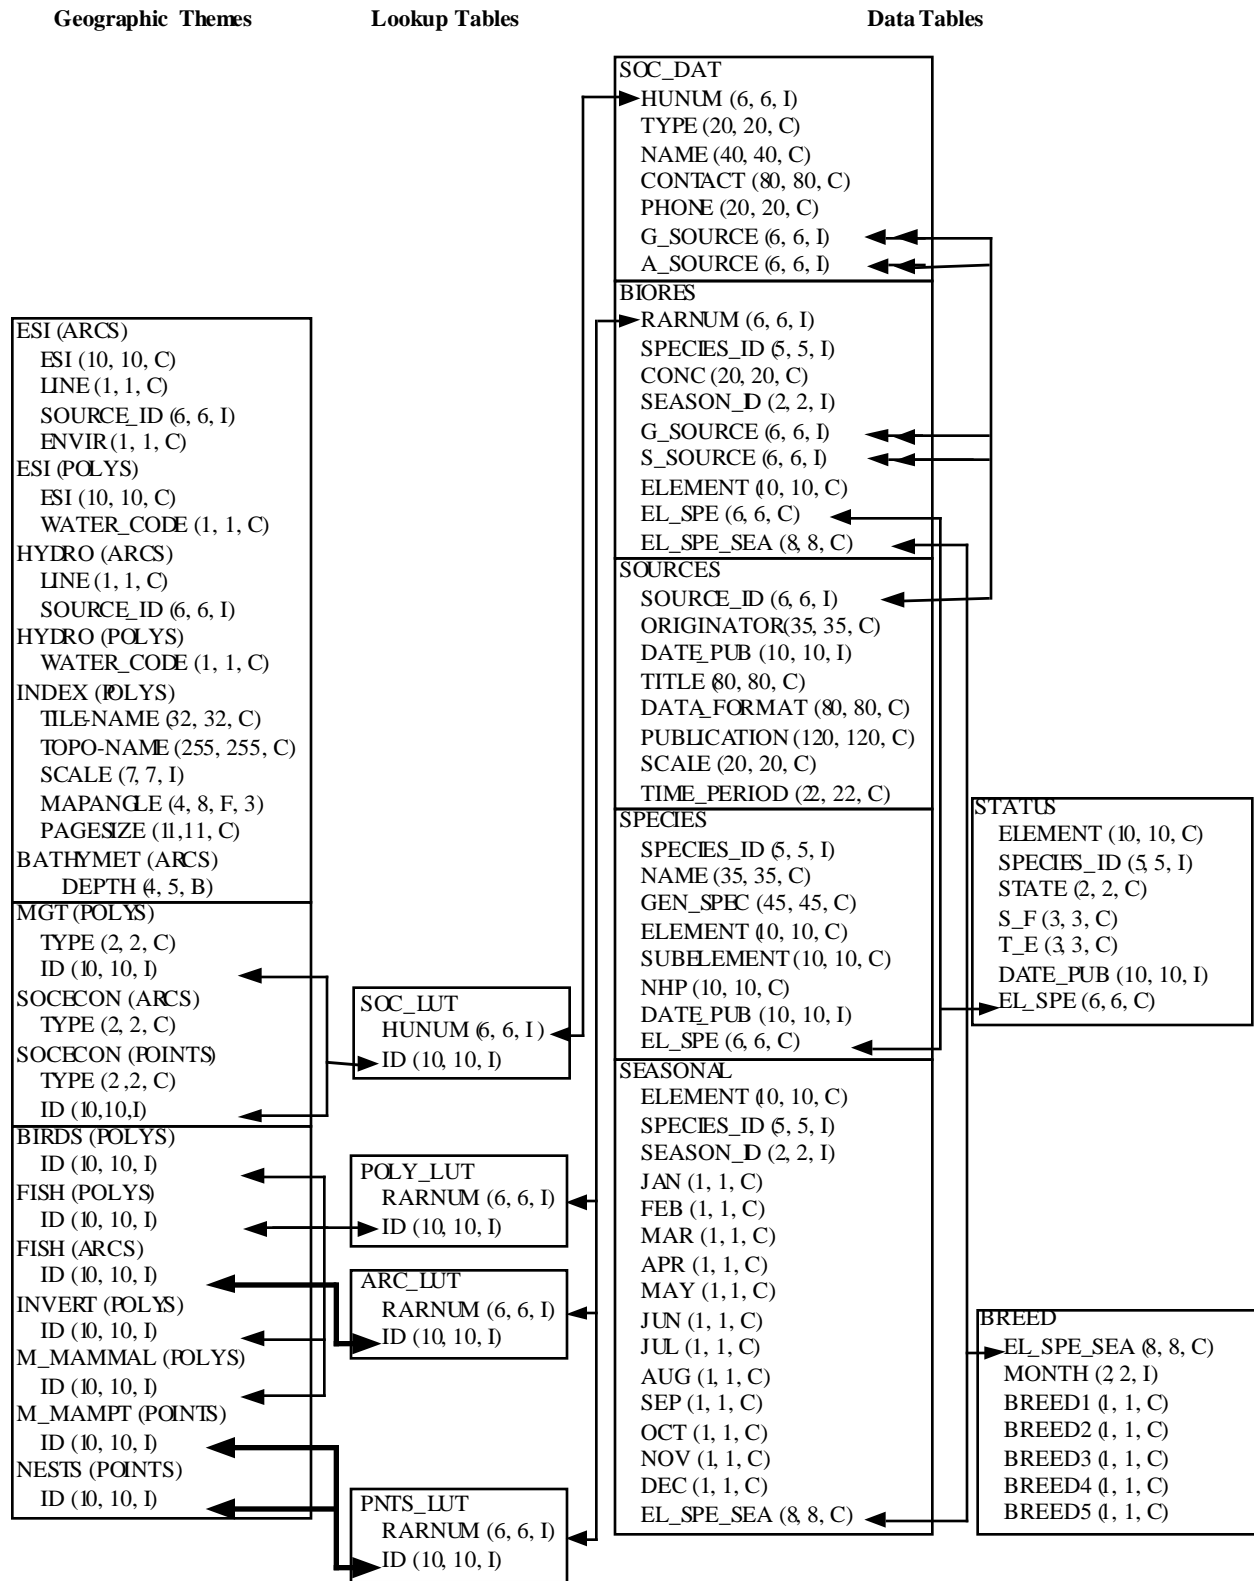 Geographic Themes
Lookup Tables
Data Tables
ESI (ARCS)
ESI (10, 10, C)
LINE (1, 1, C)
SOURCE_ID (6, 6, I)
ENVIR (1, 1, C)
ESI (POLYS)
ESI (10, 10, C)
WATER_CODE (1, 1, C)
HYDRO (ARCS)
LINE (1, 1, C)
SOURCE_ID (6, 6, I)
HYDRO (POLYS)
WATER_CODE (1, 1, C)
INDEX (POLYS)
TILE-NAME (32, 32, C)
TOPO-NAME (255, 255, C)
SCALE (7, 7, I)
MAPANGLE (4, 8, F, 3)
PAGESIZE (11,11, C)
BATHYMET (ARCS)
DEPTH (4, 5, B)
MGT (POLYS)
TYPE (2, 2, C)
ID (10, 10, I)
SOCECON (ARCS)
TYPE (2, 2, C)
SOCECON (POINTS)
TYPE (2 ,2, C)
ID (10,10,I)
BIRDS (POLYS)
ID (10, 10, I)
FISH (POLYS)
ID (10, 10, I)
FISH (ARCS)
ID (10, 10, I)
INVERT (POLYS)
ID (10, 10, I)
M_MAMMAL (POLYS)
ID (10, 10, I)
M_MAMPT (POINTS)
ID (10, 10, I)
NESTS (POINTS)
ID (10, 10, I)
SOC_LUT
HUNUM (6, 6, I)
ID (10, 10, I)
POLY_LUT
RARNUM (6, 6, I)
ID (10, 10, I)
ARC_LUT
RARNUM (6, 6, I)
ID (10, 10, I)
PNTS_LUT
RARNUM (6, 6, I)
ID (10, 10, I)
SOC_DAT
HUNUM (6, 6, I)
TYPE (20, 20, C)
NAME (40, 40, C)
CONTACT (80, 80, C)
PHONE (20, 20, C)
G_SOURCE (6, 6, I)
A_SOURCE (6, 6, I)
BIORES
RARNUM (6, 6, I)
SPECIES_ID (5, 5, I)
CONC (20, 20, C)
SEASON_ID (2, 2, I)
G_SOURCE (6, 6, I)
S_SOURCE (6, 6, I)
ELEMENT (10, 10, C)
EL_SPE (6, 6, C)
EL_SPE_SEA (8, 8, C)
SOURCES
SOURCE_ID (6, 6, I)
ORIGINATOR(35, 35, C)
DATE_PUB (10, 10, I)
TITLE (80, 80, C)
DATA_FORMAT (80, 80, C)
PUBLICATION (120, 120, C)
SCALE (20, 20, C)
TIME_PERIOD (22, 22, C)
SPECIES
SPECIES_ID (5, 5, I)
NAME (35, 35, C)
GEN_SPEC (45, 45, C)
ELEMENT (10, 10, C)
SUBELEMENT (10, 10, C)
NHP (10, 10, C)
DATE_PUB (10, 10, I)
EL_SPE (6, 6, C)
SEASONAL
ELEMENT (10, 10, C)
SPECIES_ID (5, 5, I)
SEASON_ID (2, 2, I)
JAN (1, 1, C)
FEB (1, 1, C)
MAR (1, 1, C)
APR (1, 1, C)
MAY (1, 1, C)
JUN (1, 1, C)
JUL (1, 1, C)
AUG (1, 1, C)
SEP (1, 1, C)
OCT (1, 1, C)
NOV (1, 1, C)
DEC (1, 1, C)
EL_SPE_SEA (8, 8, C)
STATUS
ELEMENT (10, 10, C)
SPECIES_ID (5, 5, I)
STATE (2, 2, C)
S_F (3, 3, C)
T_E (3, 3, C)
DATE_PUB (10, 10, I)
EL_SPE (6, 6, C)
BREED
EL_SPE_SEA (8, 8, C)
MONTH (2 2, I)
BREED1 (1, 1, C)
BREED2 (1, 1, C)
BREED3 (1, 1, C)
BREED4 (1, 1, C)
BREED5 (1, 1, C)